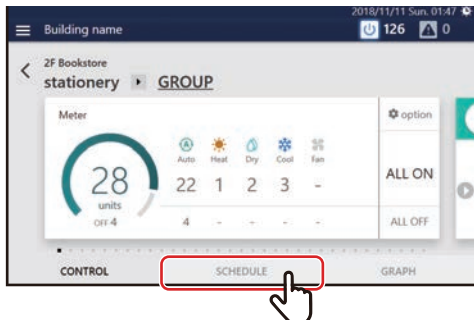 2018/11/11 Sun. 01:47
Building name
126
0
2F Bookstore
stationery GROUP
Meter
option
A
Auto Heat Dry Cool Fan
28
22 1 2 3 -
units
ALL ON
OFF 4
4 - - - -
ALL OFF
CONTROL SCHEDULE GRAPH